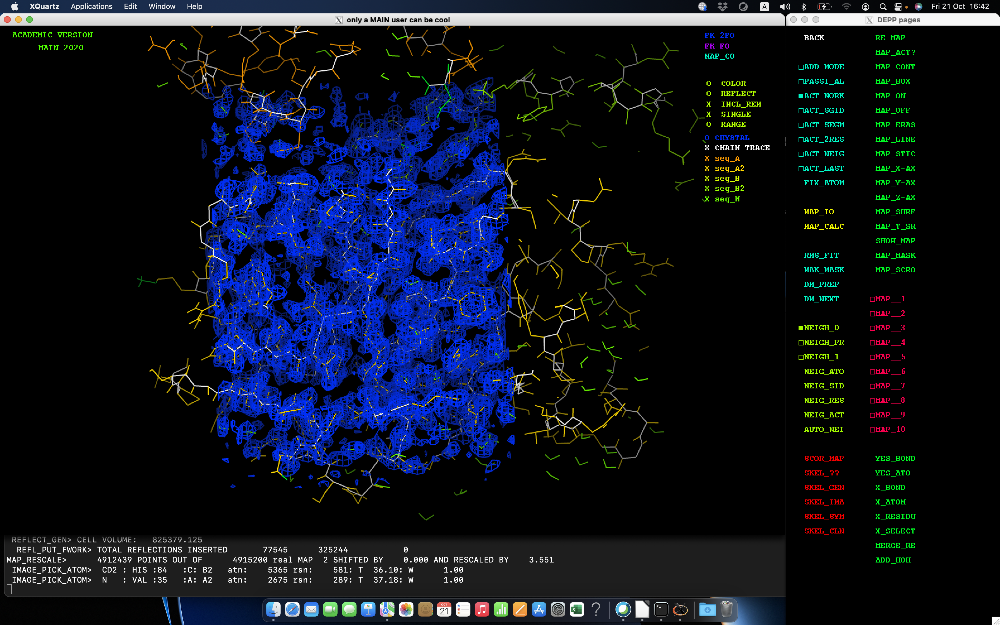 XQuartz Applications Edit Window Help A Fri 21 Oct 16:42
X only a MAIN user can be cool
X DEPP pages
ACADEMIC VERSION
MAIN 2020
FK 2FO
FK FO-
MAP_CO
O COLOR
O REFLECT
X INCL_REM
X SINGLE
O RANGE
O CRYSTAL
X CHAIN_TRACE
X seg_A
X seg_A2
X seg_B
X seg_B2
X seg_W
BACK RE_MAP
MAP_ACT?
ADD_MODE MAP_CONT
PASSI_AL MAP_BOX
ACT_WORK MAP_ON
ACT_SGID MAP_OFF
ACT_SEGM MAP_ERAS
ACT_2RES MAP_LINE
ACT_NEIG MAP_STIC
ACT_LAST MAP_X-AX
FIX_ATOM MAP_Y-AX
MAP_Z-AX
MAP_IO MAP_SURF
MAP_CALC MAP_T_SR
SHOW_MAP
RMS_FIT MAP_MASK
MAK_MASK MAP_SCRO
DM_PREP
DM_NEXT MAP__1
MAP__2
WEIGH_0 MAP__3
WEIGH_PR MAP__4
WEIGH_1 MAP__5
WEIG_ATO MAP__6
WEIG_SID MAP__7
WEIG_RES MAP__8
WEIG_ACT MAP__9
AUTO_WEI MAP_10
SCOR_MAP YES_BOND
SKEL_?? YES_ATO
SKEL_GEN X_BOND
SKEL_IMA X_ATOM
SKEL_SYM X_RESIDU
SKEL_CLN X_SELECT
MERGE_RE
ADD_HOH
REFLECT_GEN> CELL VOLUME: 825379.125
REFL_PUT_FWORK> TOTAL REFLECTIONS INSERTED 77545 325244 0
MAP_RESCALE> 4912439 POINTS OUT OF 4915200 real MAP 2 SHIFTED BY 0.000 AND RESCALED BY 3.551
IMAGE_PICK_ATOM> CD2 : HIS :84 :C: B2 atn: 5365 rsn: 581: T 36.10: W 1.00
IMAGE_PICK_ATOM> N : VAL :35 :A: A2 atn: 2675 rsn: 289: T 37.18: W 1.00
OCT
21